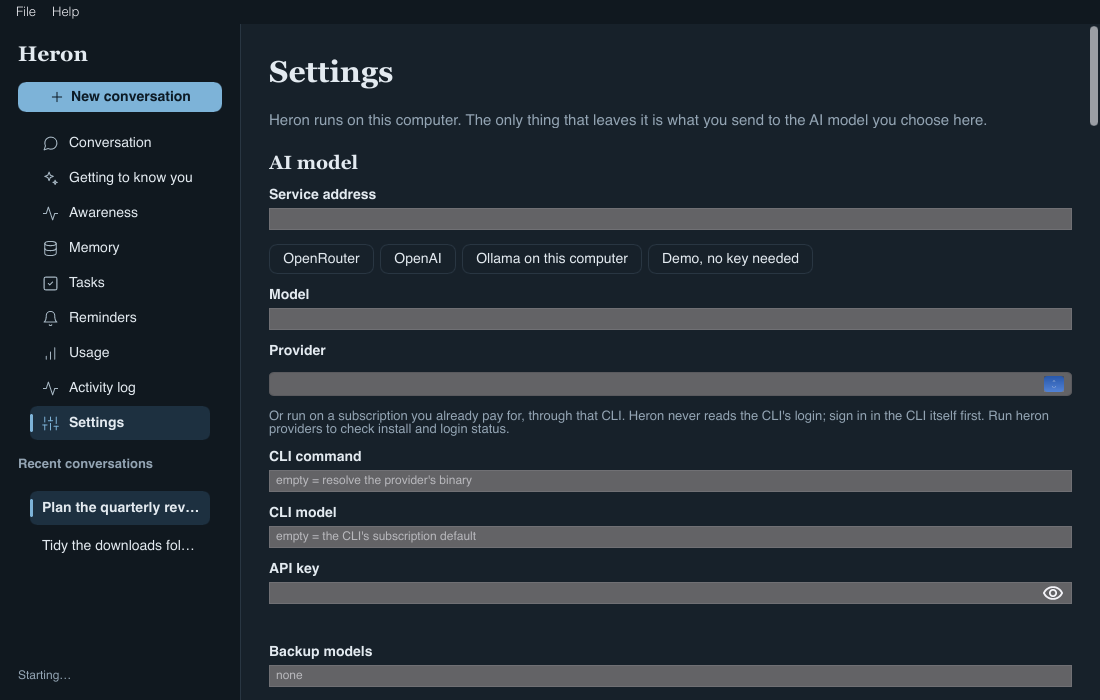 File Help
Heron
New conversation
Conversation
Getting to know you
Awareness
Memory
Tasks
Reminders
Usage
Activity log
Settings
Recent conversations
Plan the quarterly rev...
Tidy the downloads fol...
Starting...
Settings
Heron runs on this computer. The only thing that leaves it is what you send to the AI model you choose here.
AI model
Service address
OpenRouter OpenAI Ollama on this computer Demo, no key needed
Model
Provider
Or run on a subscription you already pay for, through that CLI. Heron never reads the CLI's login; sign in in the CLI itself first. Run heron
providers to check install and login status.
CLI command
empty = resolve the provider's binary
CLI model
empty = the CLI's subscription default
API key
Backup models
none